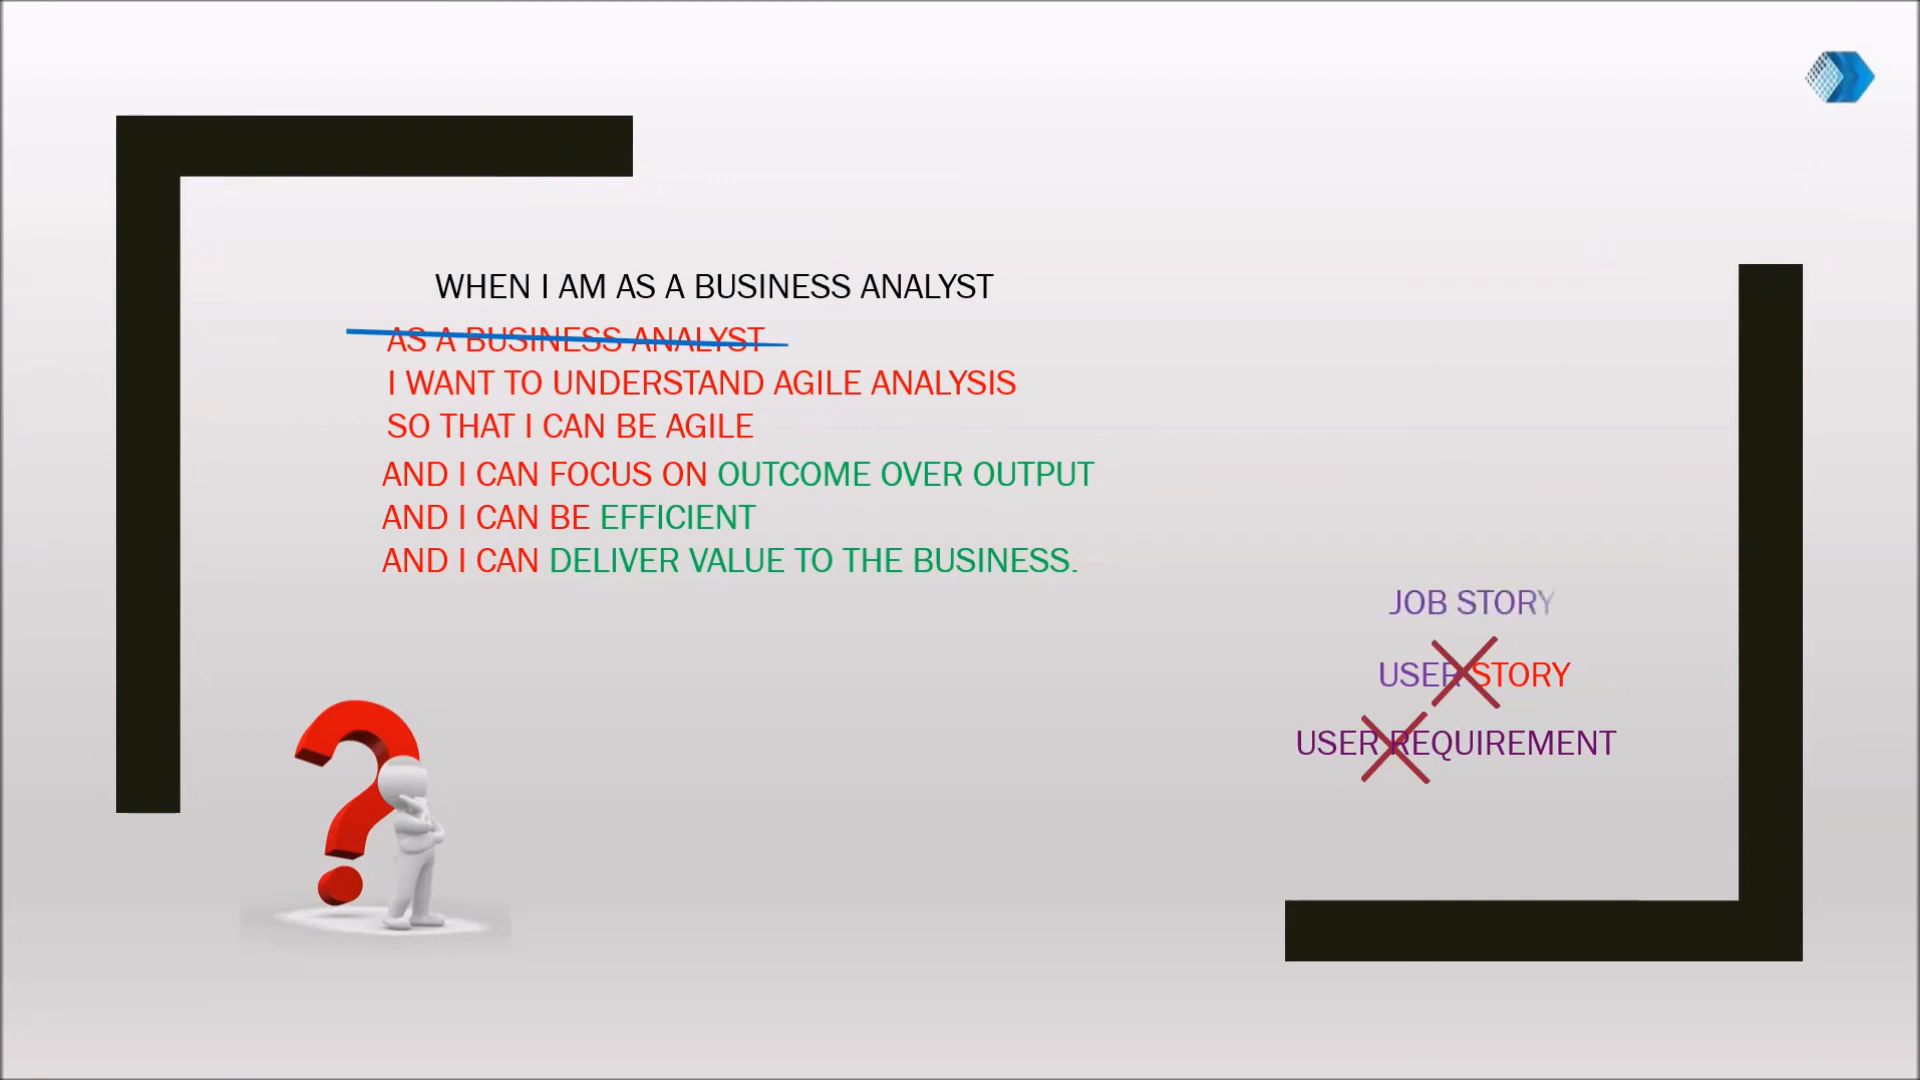 WHEN I AM AS A BUSINESS ANALYST
AS A BUSINESS ANALYST
I WANT TO UNDERSTAND AGILE ANALYSIS
SO THAT I CAN BE AGILE
AND I CAN FOCUS ON OUTCOME OVER OUTPUT
AND I CAN BE EFFICIENT
AND I CAN DELIVER VALUE TO THE BUSINESS.
JOB STORY
USER STORY
USER REQUIREMENT